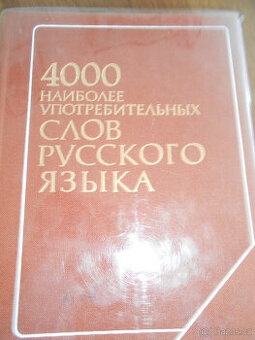 4000
НАИБОЛЕЕ
УПОТРЕБИТЕЛЬНЫХ
СЛОВ
РУССКОГО
ЯЗЫКА